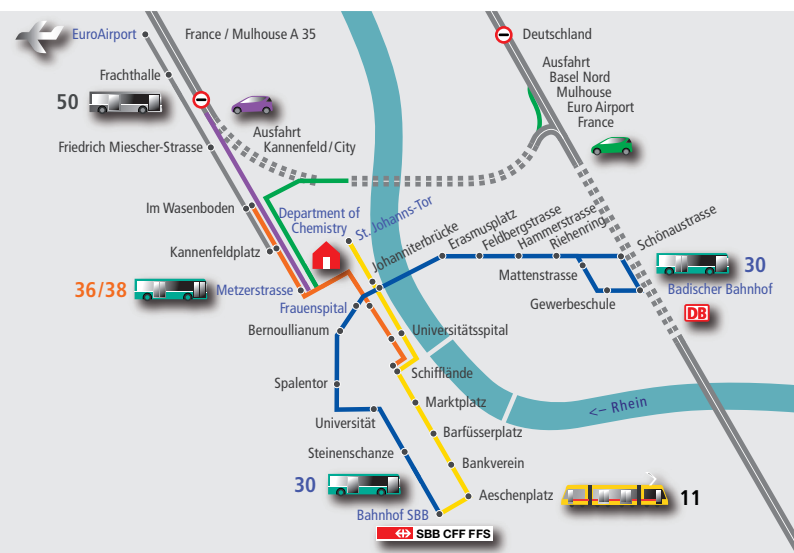 EuroAirport
France / Mulhouse A 35
Deutschland
Frachthalle
Ausfahrt
Basel Nord
Mulhouse
Euro Airport
France
50
Ausfahrt
Kannenfeld/City
Friedrich Miescher-Strasse
Im Wasenboden
Department of
Chemistry
St. Johanns-Tor
Johanniterbrücke
Erasmusplatz
Feldbergstrasse
Hammerstrasse
Riehenring
Schönaustrasse
Kannenfeldplatz
Mattenstrasse
30
Badischer Bahnhof
36/38
Metzerstrasse
Frauenspital
Gewerbeschule
DB
Bernoullianum
Universitätsspital
Schifflände
Spalentor
Marktplatz
<– Rhein
Universität
Barfüsserplatz
Steinenschanze
Bankverein
30
Aeschenplatz
11
Bahnhof SBB
SBB CFF FFS